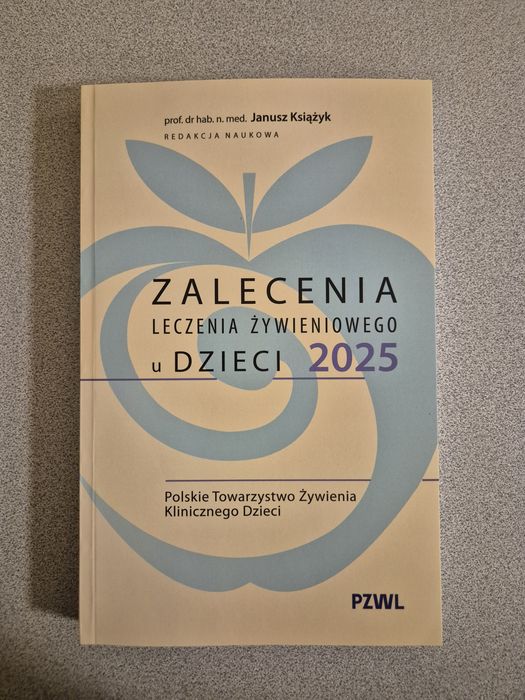 prof. dr hab. n. med. Janusz Książyk
REDAKCJA NAUKOWA
ZALECENIA
LECZENIA ŻYWIENIOWEGO
u DZIECI 2025
Polskie Towarzystwo Żywienia
Klinicznego Dzieci
PZWL